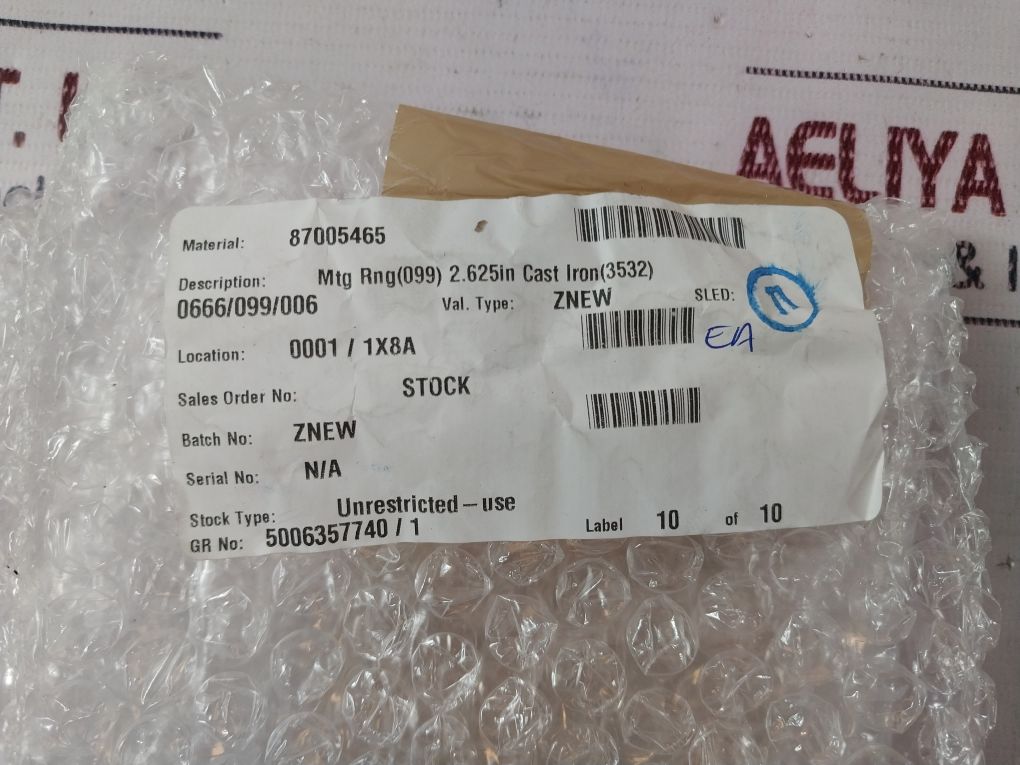 AELIYA
& I
Material: 87005465
Description: Mtg Rng(099) 2.625in Cast Iron(3532)
0666/099/006 Val. Type: ZNEW SLED:
EA
Location: 0001 / 1X8A
Sales Order No: STOCK
Batch No: ZNEW
Serial No: N/A
Stock Type: Unrestricted-use
GR No: 5006357740 / 1 Label 10 of 10